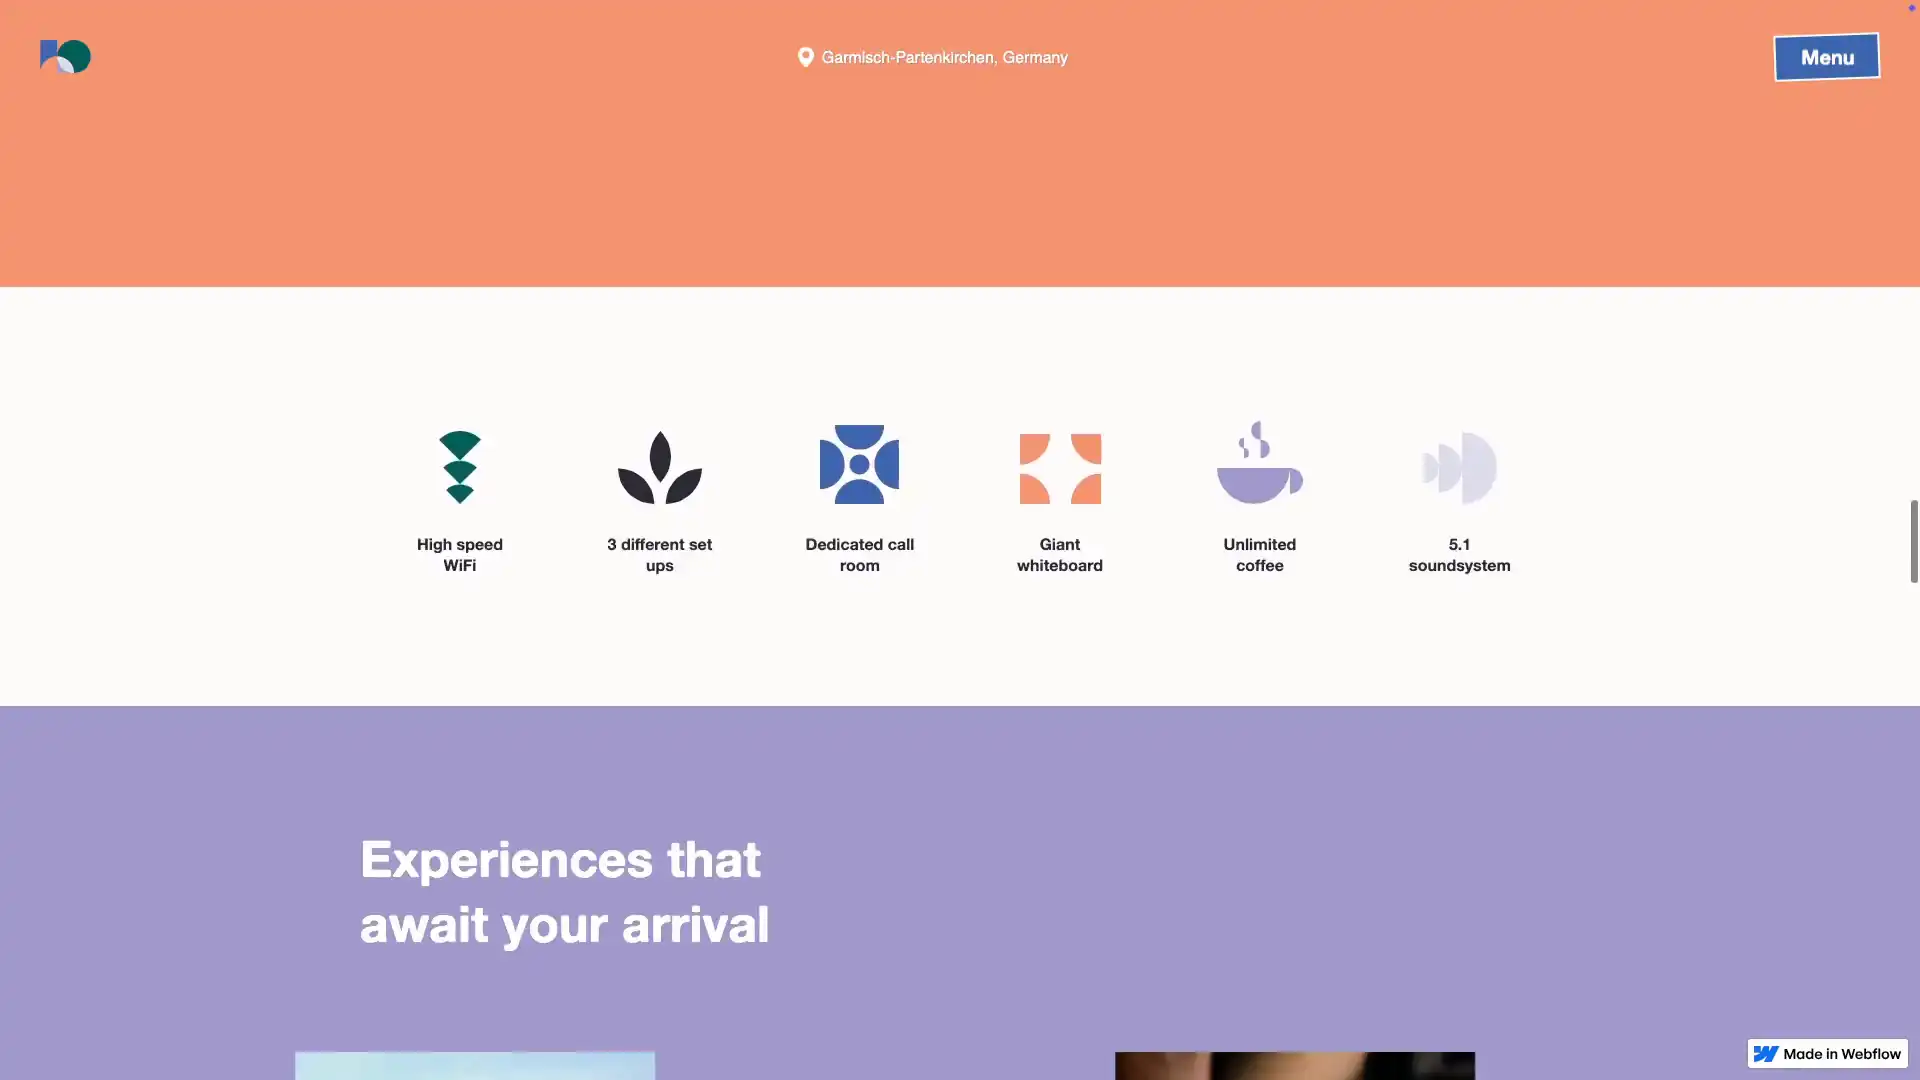 Garmisch-Partenkirchen, Germany
Menu
High speed
WiFi
3 different set
ups
Dedicated call
room
Giant
whiteboard
Unlimited
coffee
5.1
soundsystem
Experiences that
await your arrival
Made in Webflow